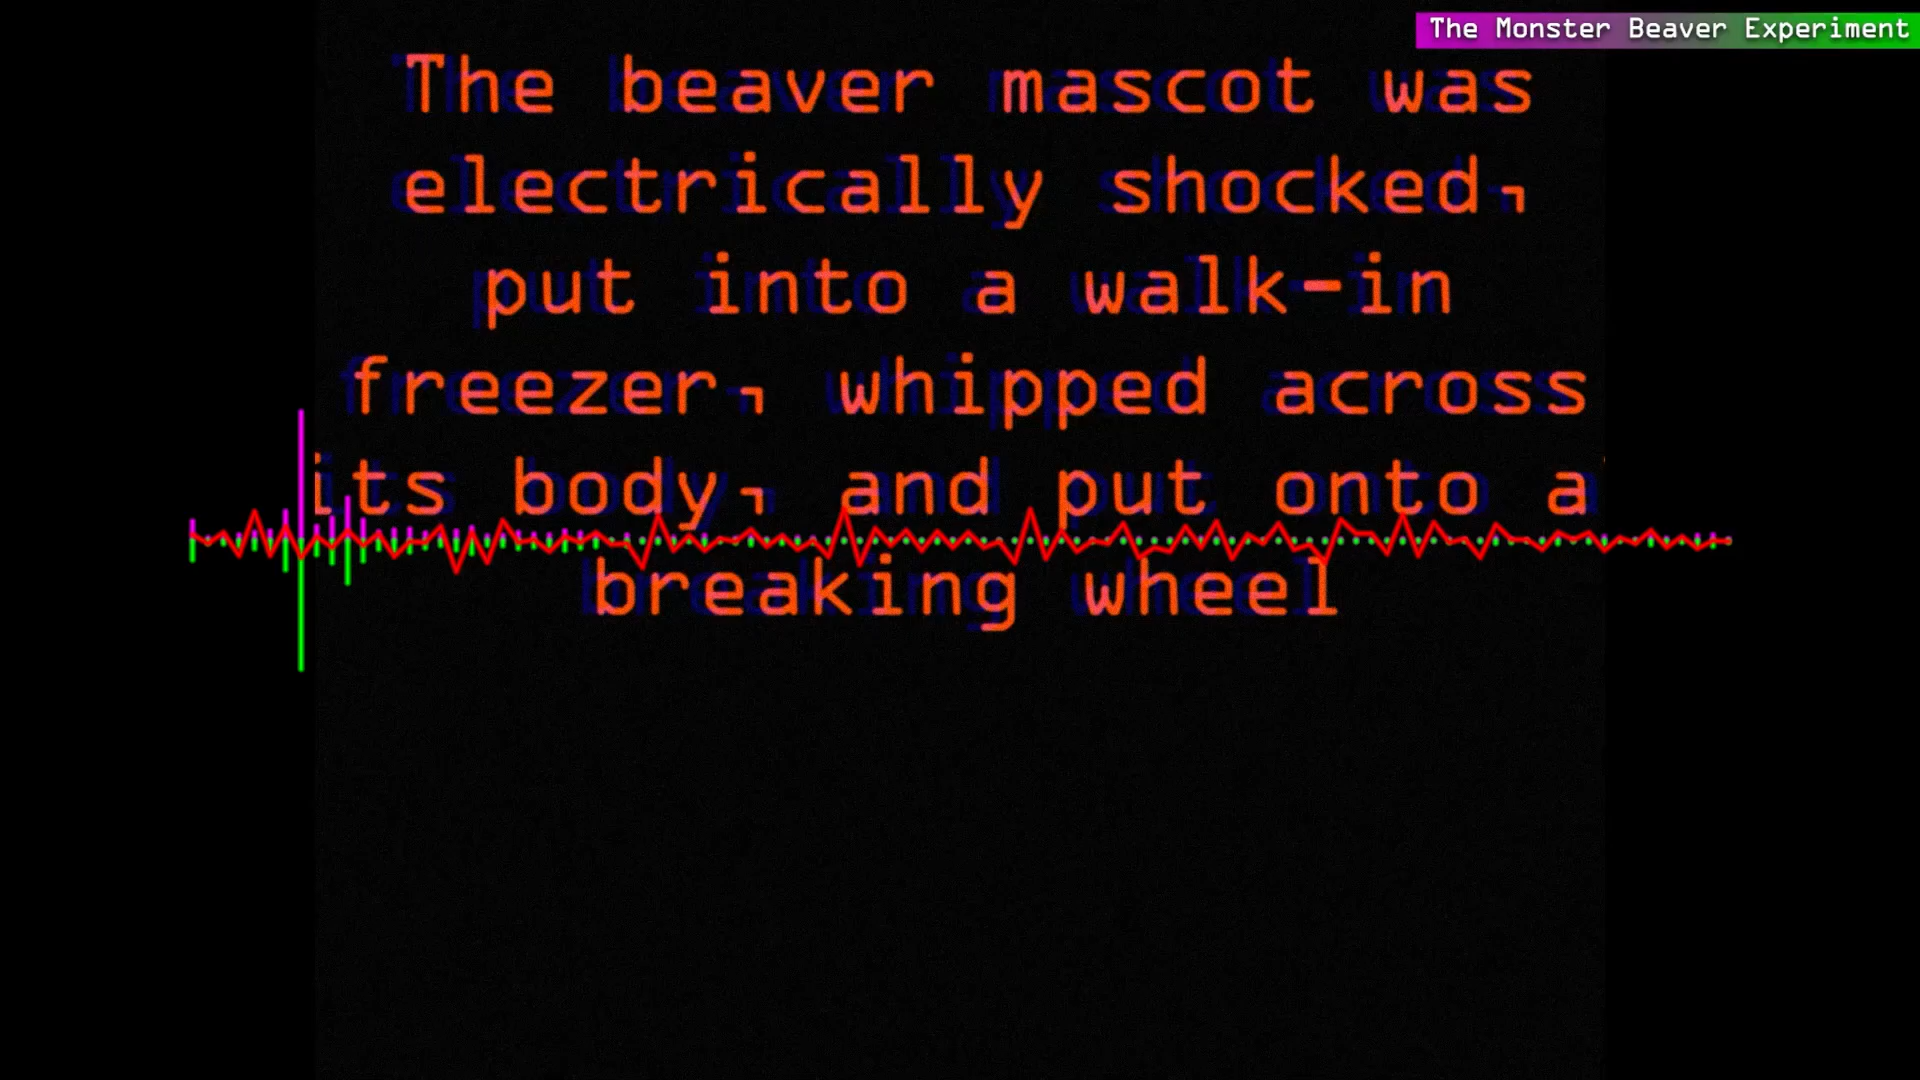 The Monster Beaver Experiment
The beaver mascot was
electrically shocked,
put into a walk-in
freezer, whipped across
its body, and put onto a
breaking wheel